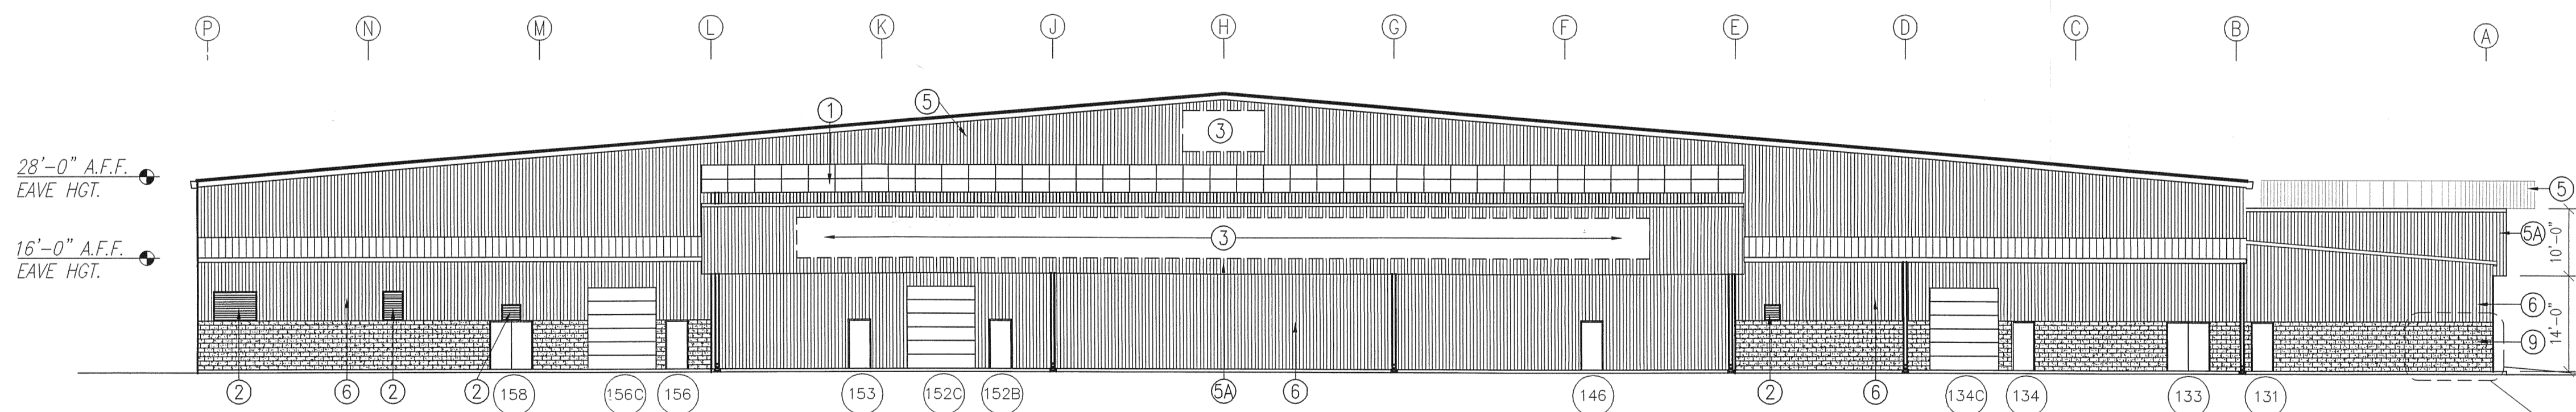 P N M L K J H G F E D C B A
1 5 3
28'-0" A.F.F.
EAVE HGT.
5
3
5A
10'-0"
16'-0" A.F.F.
EAVE HGT.
6
14'-0"
9
2 6 2 2 158 156C 156 153 152C 152B 5A 6 146 2 6 134C 134 133 131